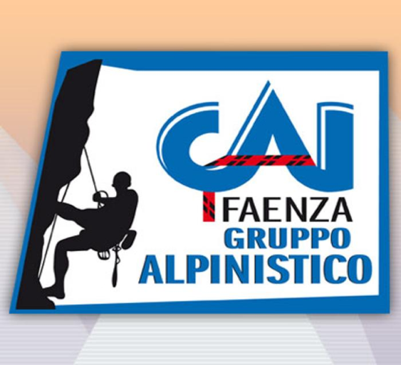 CAI
FAENZA
GRUPPO
ALPINISTICO